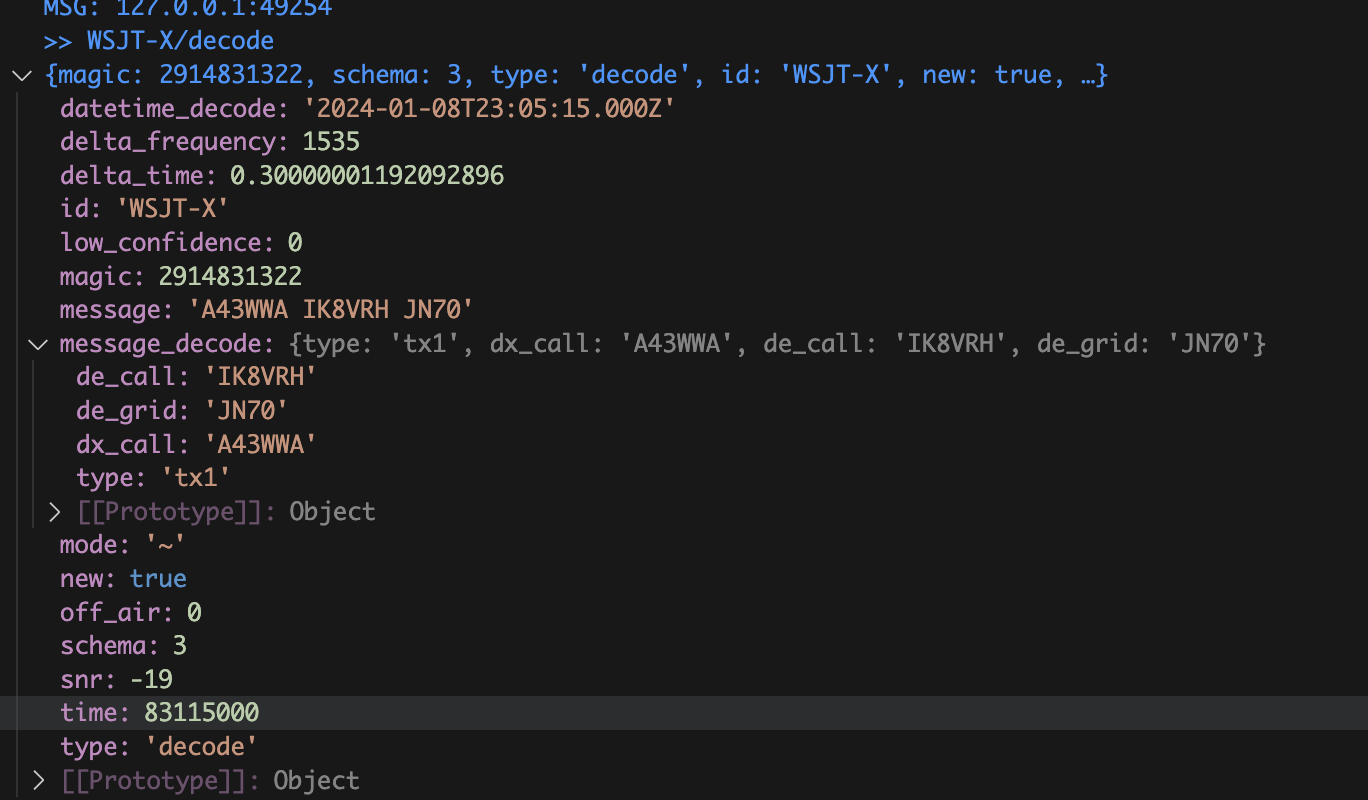 MSG: 127.0.0.1:49254
>> WSJT-X/decode
{magic: 2914831322, schema: 3, type: 'decode', id: 'WSJT-X', new: true, …}
datetime_decode: '2024-01-08T23:05:15.000Z'
delta_frequency: 1535
delta_time: 0.30000001192092896
id: 'WSJT-X'
low_confidence: 0
magic: 2914831322
message: 'A43WWA IK8VRH JN70'
message_decode: {type: 'tx1', dx_call: 'A43WWA', de_call: 'IK8VRH', de_grid: 'JN70'}
de_call: 'IK8VRH'
de_grid: 'JN70'
dx_call: 'A43WWA'
type: 'tx1'
[[Prototype]]: Object
mode: '~'
new: true
off_air: 0
schema: 3
snr: -19
time: 83115000
type: 'decode'
[[Prototype]]: Object